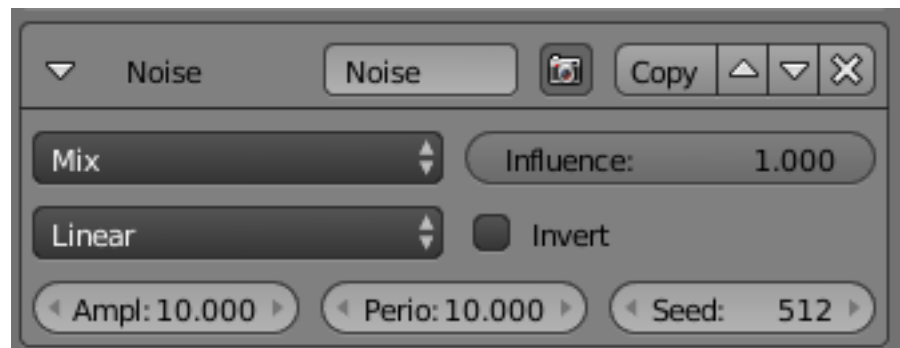 Noise Noise Copy
Mix Influence: 1.000
Linear Invert
Ampl: 10.000 Perio: 10.000 Seed: 512